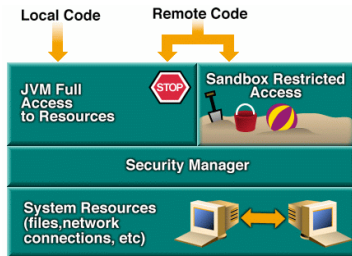 Local Code
Remote Code
JVM Full
Access
to Resources
STOP
Sandbox Restricted
Access
Security Manager
System Resources
(files,network
connections, etc)